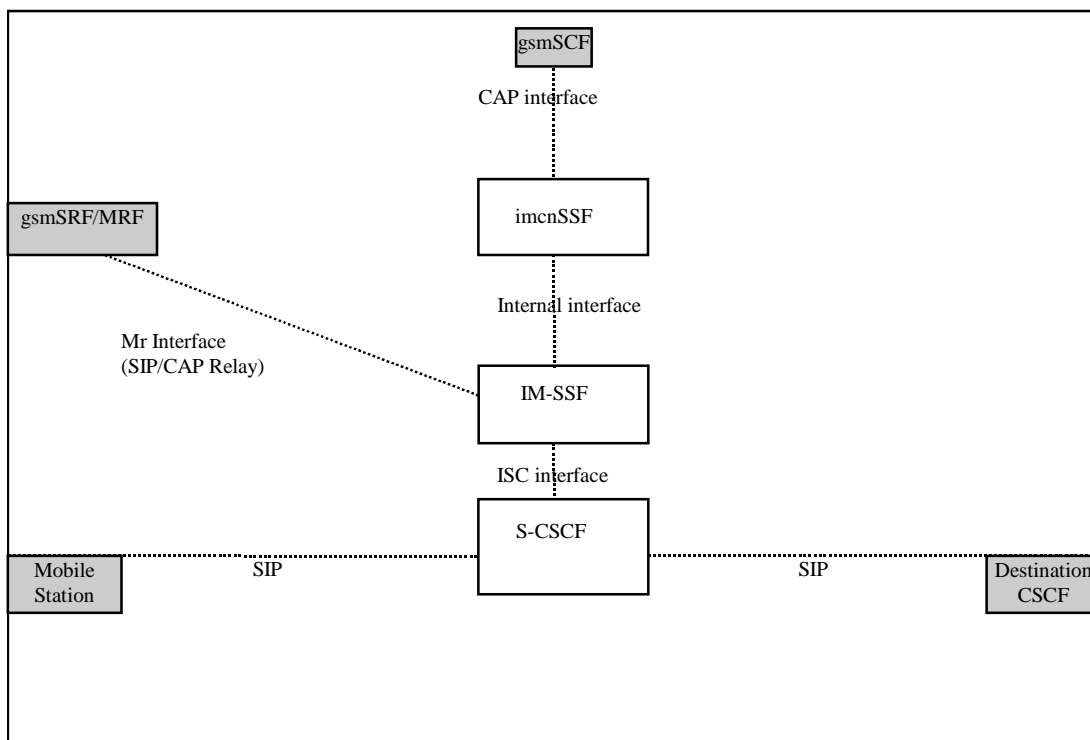 gsmSCF
CAP interface
gsmSRF/MRF
imcnSSF
Internal interface
Mr Interface
(SIP/CAP Relay)
IM-SSF
ISC interface
S-CSCF
Mobile
Station
SIP
SIP
Destination
CSCF